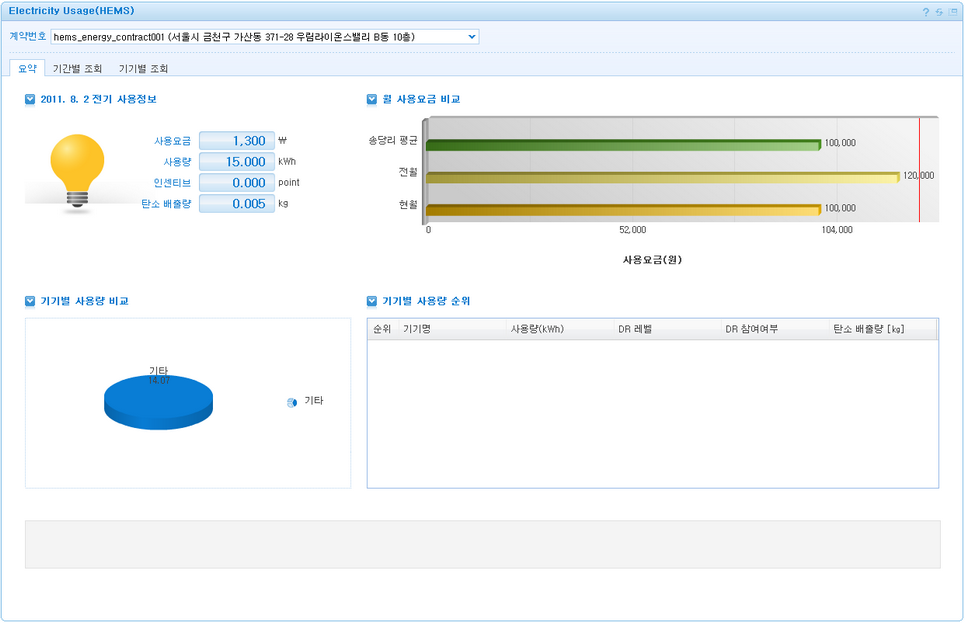 Electricity Usage(HEMS)
계약번호 hems_energy_contract001 (서울시 금천구 가산동 371-28 우림라이온스밸리 B동 10층)
요약 기간별 조회 기기별 조회
2011. 8. 2 전기 사용정보
사용요금 1,300 ₩
사용량 15.000 kWh
인센티브 0.000 point
탄소 배출량 0.005 kg
월 사용요금 비교
송당리 평균 100,000
전월 120,000
현월 100,000
0 52,000 104,000
사용요금(원)
기기별 사용량 비교
기타
14.07
기타
기기별 사용량 순위
순위 기기명 사용량(kWh) DR 레벨 DR 참여여부 탄소 배출량 [㎏]